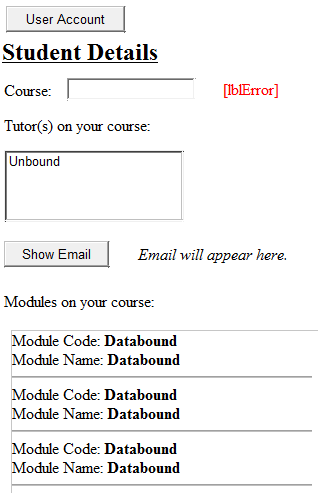 User Account
Student Details
Course: [lblError]
Tutor(s) on your course:
Unbound
Show Email Email will appear here.
Modules on your course:
Module Code: Databound
Module Name: Databound
Module Code: Databound
Module Name: Databound
Module Code: Databound
Module Name: Databound